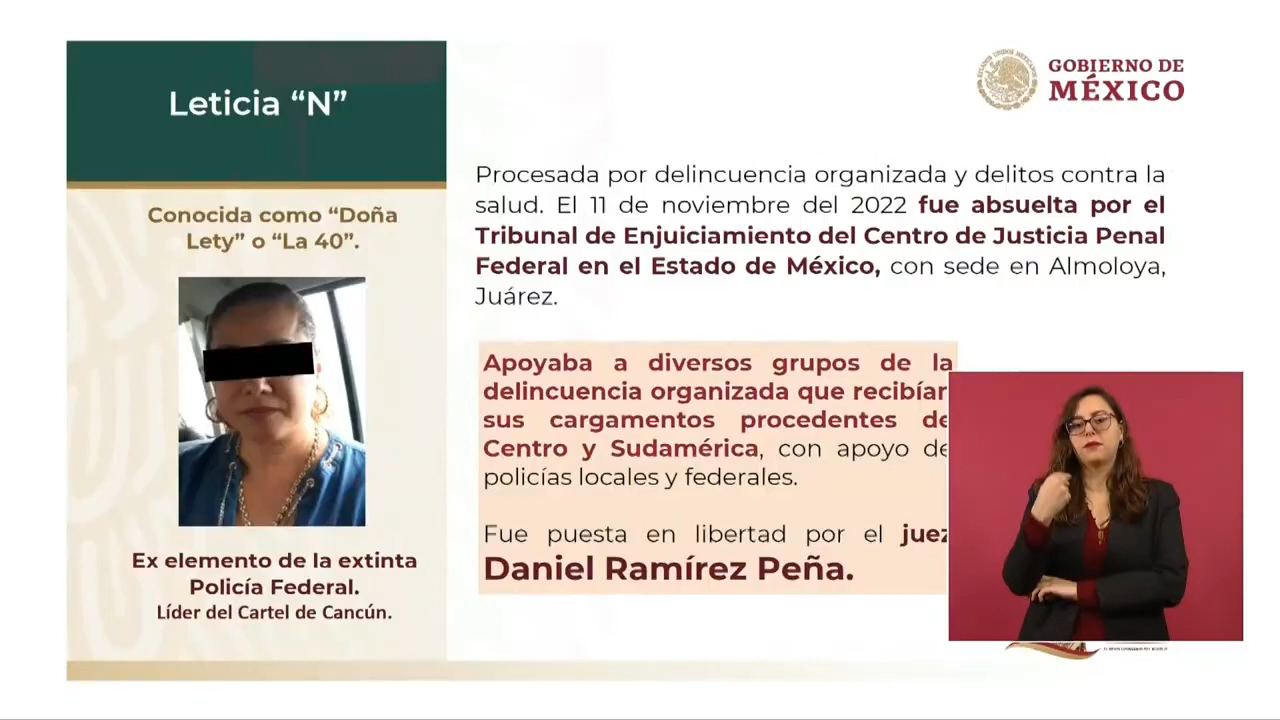 Leticia “N”
Conocida como “Doña
Lety” o “La 40”.
Ex elemento de la extinta
Policía Federal.
Líder del Cartel de Cancún.
GOBIERNO DE
MÉXICO
Procesada por delincuencia organizada y delitos contra la
salud. El 11 de noviembre del 2022 fue absuelta por el
Tribunal de Enjuiciamiento del Centro de Justicia Penal
Federal en el Estado de México, con sede en Almoloya,
Juárez.
Apoyaba a diversos grupos de la
delincuencia organizada que recibían
sus cargamentos procedentes de
Centro y Sudamérica, con apoyo de
policías locales y federales.
Fue puesta en libertad por el juez
Daniel Ramírez Peña.